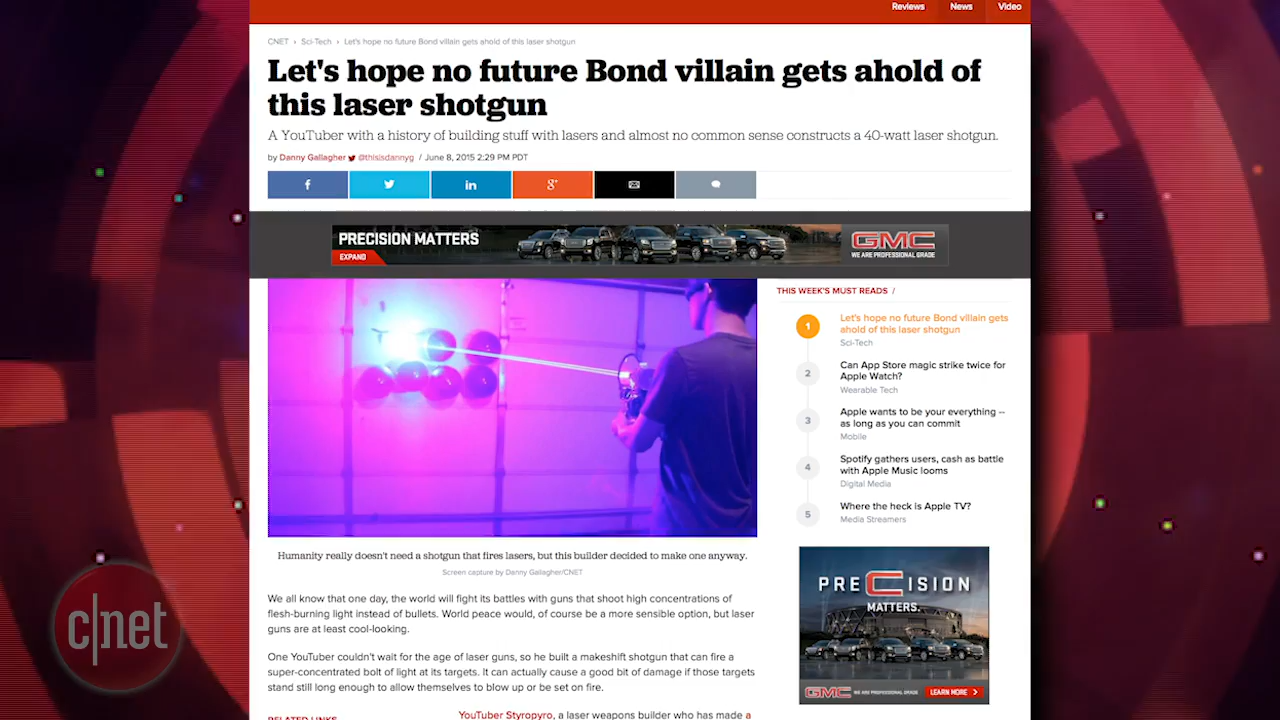 Reviews
News
Video
CNET › Sci-Tech › Let's hope no future Bond villain gets ahold of this laser shotgun
Let's hope no future Bond villain gets ahold of
this laser shotgun
A YouTuber with a history of building stuff with lasers and almost no common sense constructs a 40-watt laser shotgun.
by Danny Gallagher @thisisdannyg / June 8, 2015 2:29 PM PDT
f
in
g+
PRECISION MATTERS
EXPAND
GMC
WE ARE PROFESSIONAL GRADE
THIS WEEK'S MUST READS /
1
Let's hope no future Bond villain gets
ahold of this laser shotgun
Sci-Tech
2
Can App Store magic strike twice for
Apple Watch?
Wearable Tech
3
Apple wants to be your everything --
as long as you can commit
Mobile
4
Spotify gathers users, cash as battle
with Apple Music looms
Digital Media
5
Where the heck is Apple TV?
Media Streamers
Humanity really doesn't need a shotgun that fires lasers, but this builder decided to make one anyway.
Screen capture by Danny Gallagher/CNET
We all know that one day, the world will fight its battles with guns that shoot high concentrations of
flesh-burning light instead of bullets. World peace would, of course be a more sensible option, but laser
guns are at least cool-looking.
One YouTuber couldn't wait for the age of laser guns, so he built a makeshift shotgun that can fire a
super-concentrated bolt of light at its targets. It can actually cause a good bit of damage if those targets
stand still long enough to allow themselves to blow up or be set on fire.
RELATED LINKS
YouTuber Styropyro, a laser weapons builder who has made a
PRECISION
MATTERS.
GMC WE ARE PROFESSIONAL GRADE
LEARN MORE >
c|net